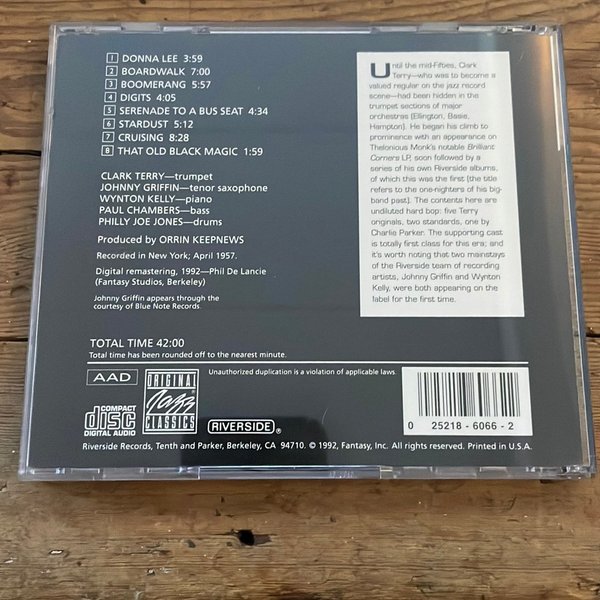 1 DONNA LEE 3:59
2 BOARDWALK 7:00
3 BOOMERANG 5:57
4 DIGITS 4:05
5 SERENADE TO A BUS SEAT 4:34
6 STARDUST 5:12
7 CRUISING 8:28
8 THAT OLD BLACK MAGIC 1:59
CLARK TERRY—trumpet
JOHNNY GRIFFIN—tenor saxophone
WYNTON KELLY—piano
PAUL CHAMBERS—bass
PHILLY JOE JONES—drums
Produced by ORRIN KEEPNEWS
Recorded in New York; April 1957.
Digital remastering, 1992—Phil De Lancie
(Fantasy Studios, Berkeley)
Johnny Griffin appears through the
courtesy of Blue Note Records.
Until the mid-Fifties, Clark
Terry—who was to become a
valued regular on the jazz record
scene—had been hidden in the
trumpet sections of major
orchestras (Ellington, Basie,
Hampton). He began his climb to
prominence with an appearance on
Thelonious Monk's notable Brilliant
Corners LP, soon followed by a
series of his own Riverside albums,
of which this was the first (the title
refers to the one-nighters of his big-
band past). The contents here are
undiluted hard bop: five Terry
originals, two standards, one by
Charlie Parker. The supporting cast
is totally first class for this era; and
it's worth noting that two mainstays
of the Riverside team of recording
artists, Johnny Griffin and Wynton
Kelly, were both appearing on the
label for the first time.
TOTAL TIME 42:00
Total time has been rounded off to the nearest minute.
AAD
ORIGINAL
Jazz
CLASSICS
Unauthorized duplication is a violation of applicable laws.
COMPACT
disc
DIGITAL AUDIO
RIVERSIDE®
0 25218-6066-2
Riverside Records, Tenth and Parker, Berkeley, CA 94710. © 1992, Fantasy, Inc. All rights reserved. Printed in U.S.A.